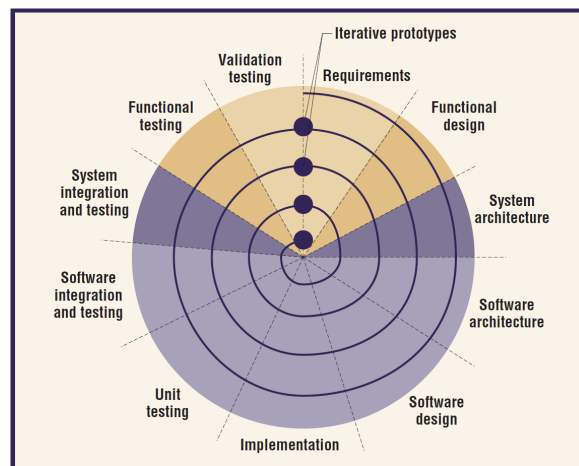 Iterative prototypes
Validation
testing
Requirements
Functional
testing
Functional
design
System
integration
and testing
System
architecture
Software
integration
and testing
Software
architecture
Unit
testing
Software
design
Implementation